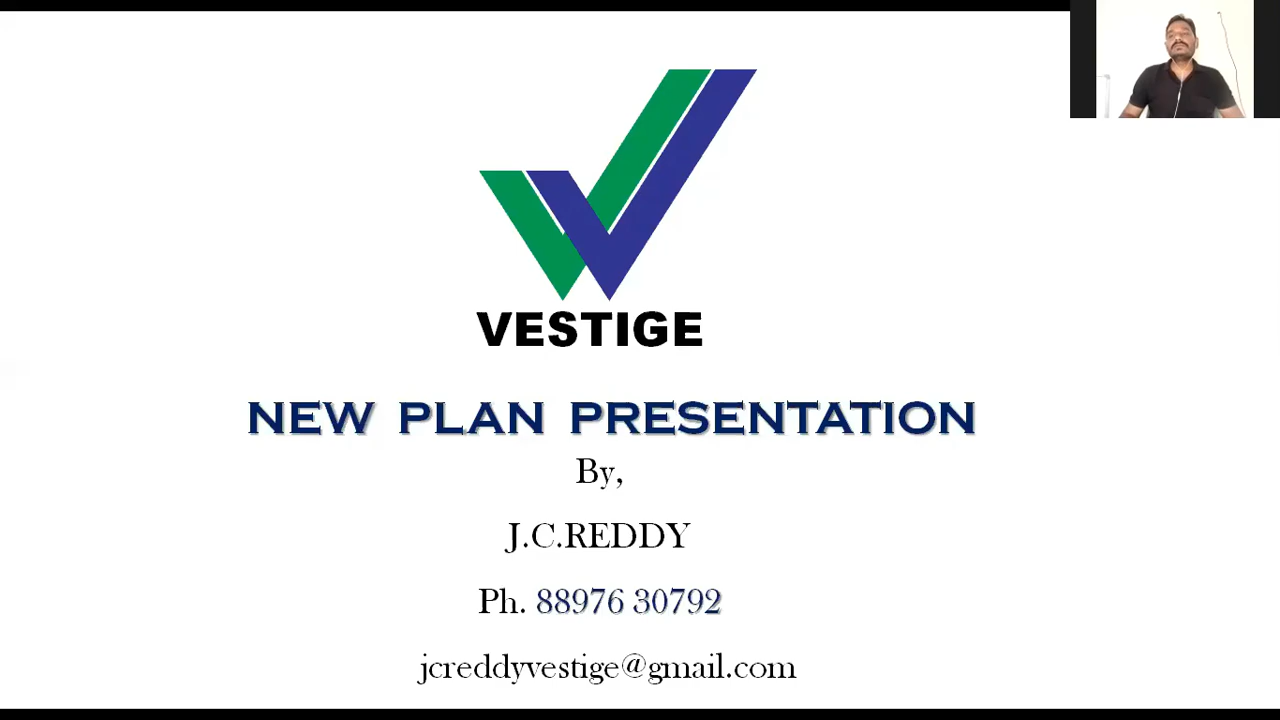 VESTIGE
NEW PLAN PRESENTATION
By,
J.C.REDDY
Ph. 88976 30792
jcreddyvestige@gmail.com